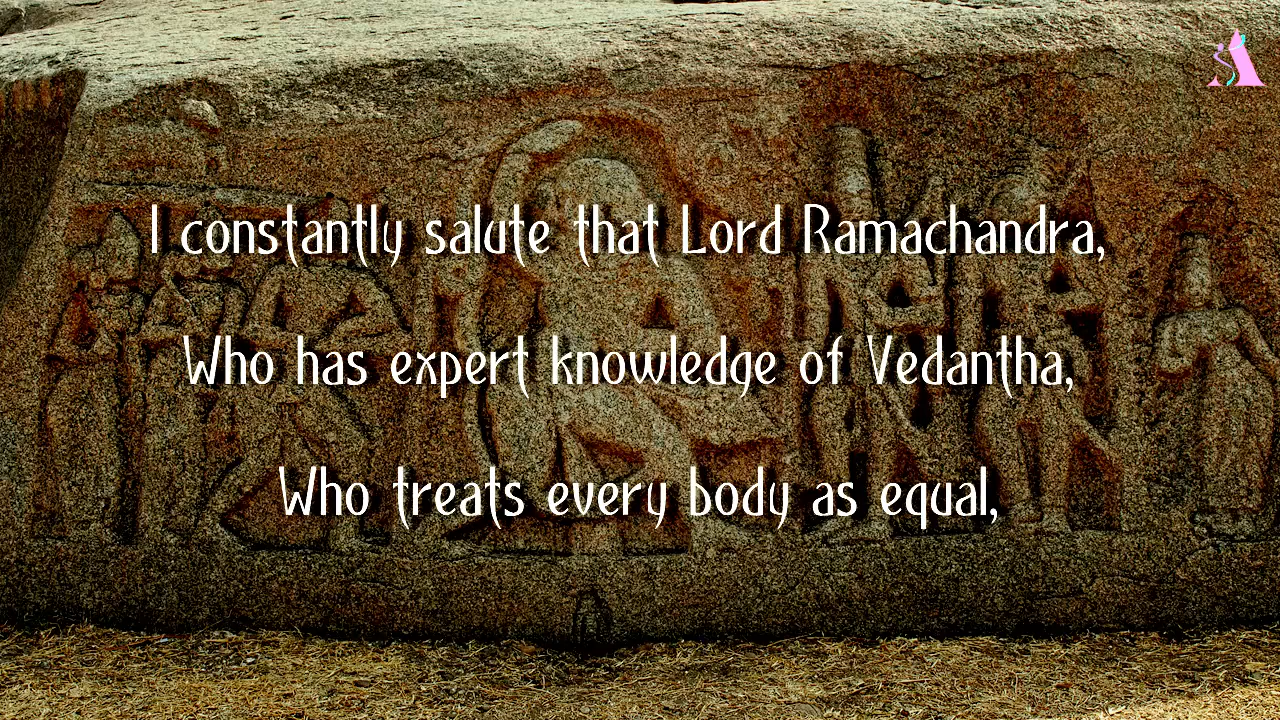 I constantly salute that Lord Ramachandra,
Who has expert knowledge of Vedantha,
Who treats every body as equal,